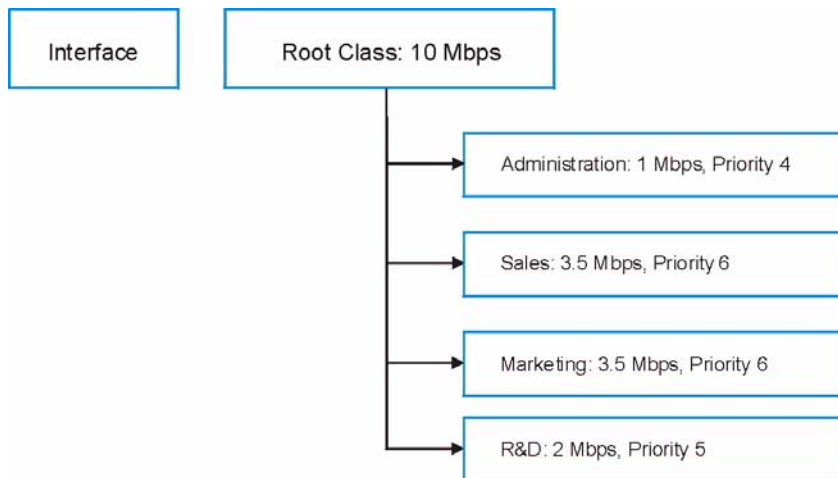 Interface
Root Class: 10 Mbps
Administration: 1 Mbps, Priority 4
Sales: 3.5 Mbps, Priority 6
Marketing: 3.5 Mbps, Priority 6
R&D: 2 Mbps, Priority 5